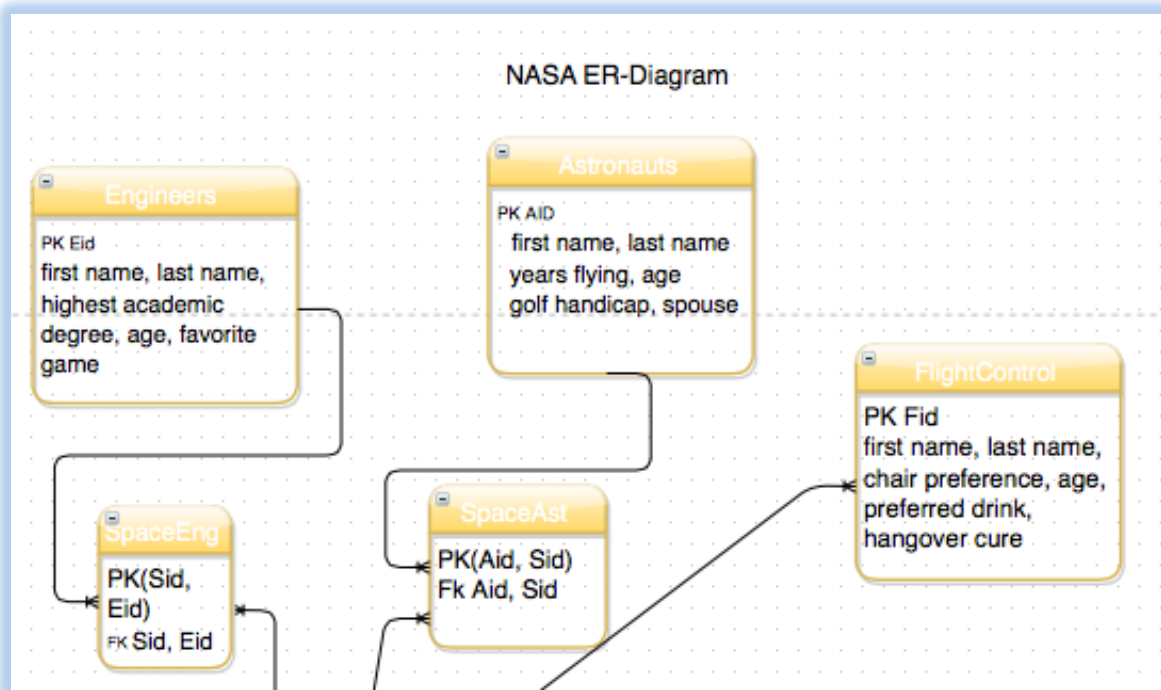 NASA ER-Diagram
Engineers
PK Eid
first name, last name,
highest academic
degree, age, favorite
game
Astronauts
PK AID
first name, last name
years flying, age
golf handicap, spouse
FlightControl
PK Fid
first name, last name,
chair preference, age,
preferred drink,
hangover cure
SpaceEng
PK(Sid,
Eid)
FK Sid, Eid
SpaceAst
PK(Aid, Sid)
Fk Aid, Sid